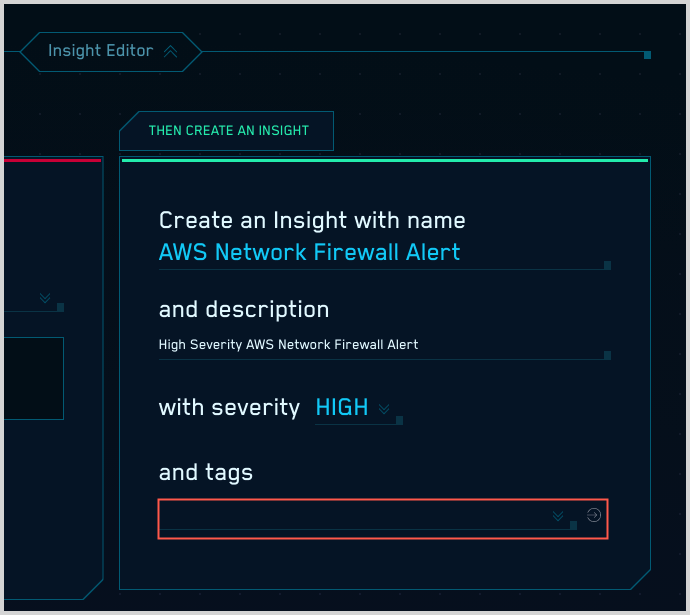 Insight Editor
THEN CREATE AN INSIGHT
Create an Insight with name
AWS Network Firewall Alert
and description
High Severity AWS Network Firewall Alert
with severity HIGH
and tags